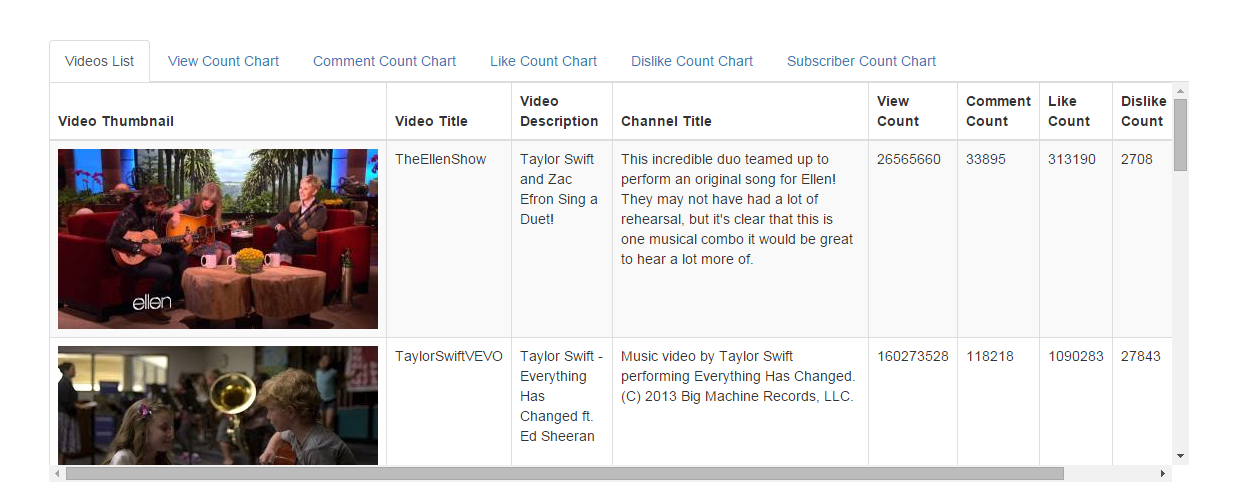 Videos List View Count Chart Comment Count Chart Like Count Chart Dislike Count Chart Subscriber Count Chart
Video Thumbnail
Video Title
Video
Description
Channel Title
View
Count
Comment
Count
Like
Count
Dislike
Count
ellen
TheEllenShow
Taylor Swift
and Zac
Efron Sing a
Duet!
This incredible duo teamed up to
perform an original song for Ellen!
They may not have had a lot of
rehearsal, but it's clear that this is
one musical combo it would be great
to hear a lot more of.
26565660
33895
313190
2708
TaylorSwiftVEVO
Taylor Swift -
Everything
Has
Changed ft.
Ed Sheeran
Music video by Taylor Swift
performing Everything Has Changed.
(C) 2013 Big Machine Records, LLC.
160273528
118218
1090283
27843